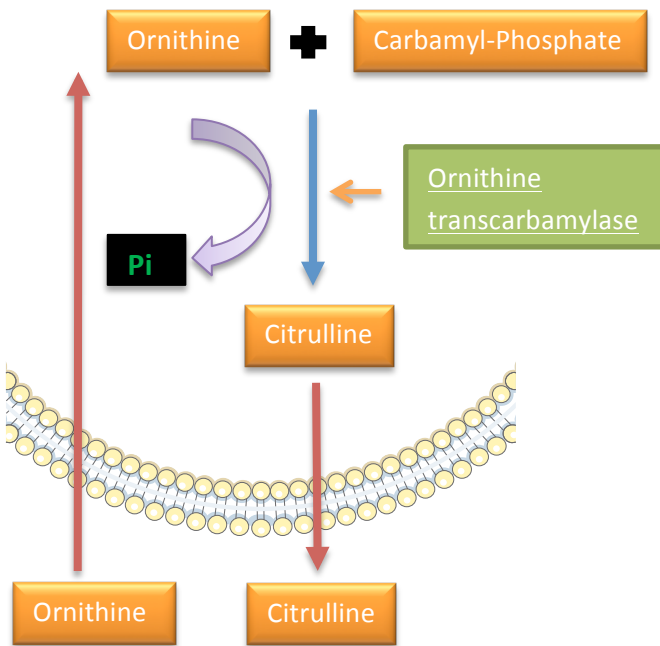 Ornithine
Carbamyl-Phosphate
Ornithine
transcarbamylase
Pi
Citrulline
Ornithine
Citrulline